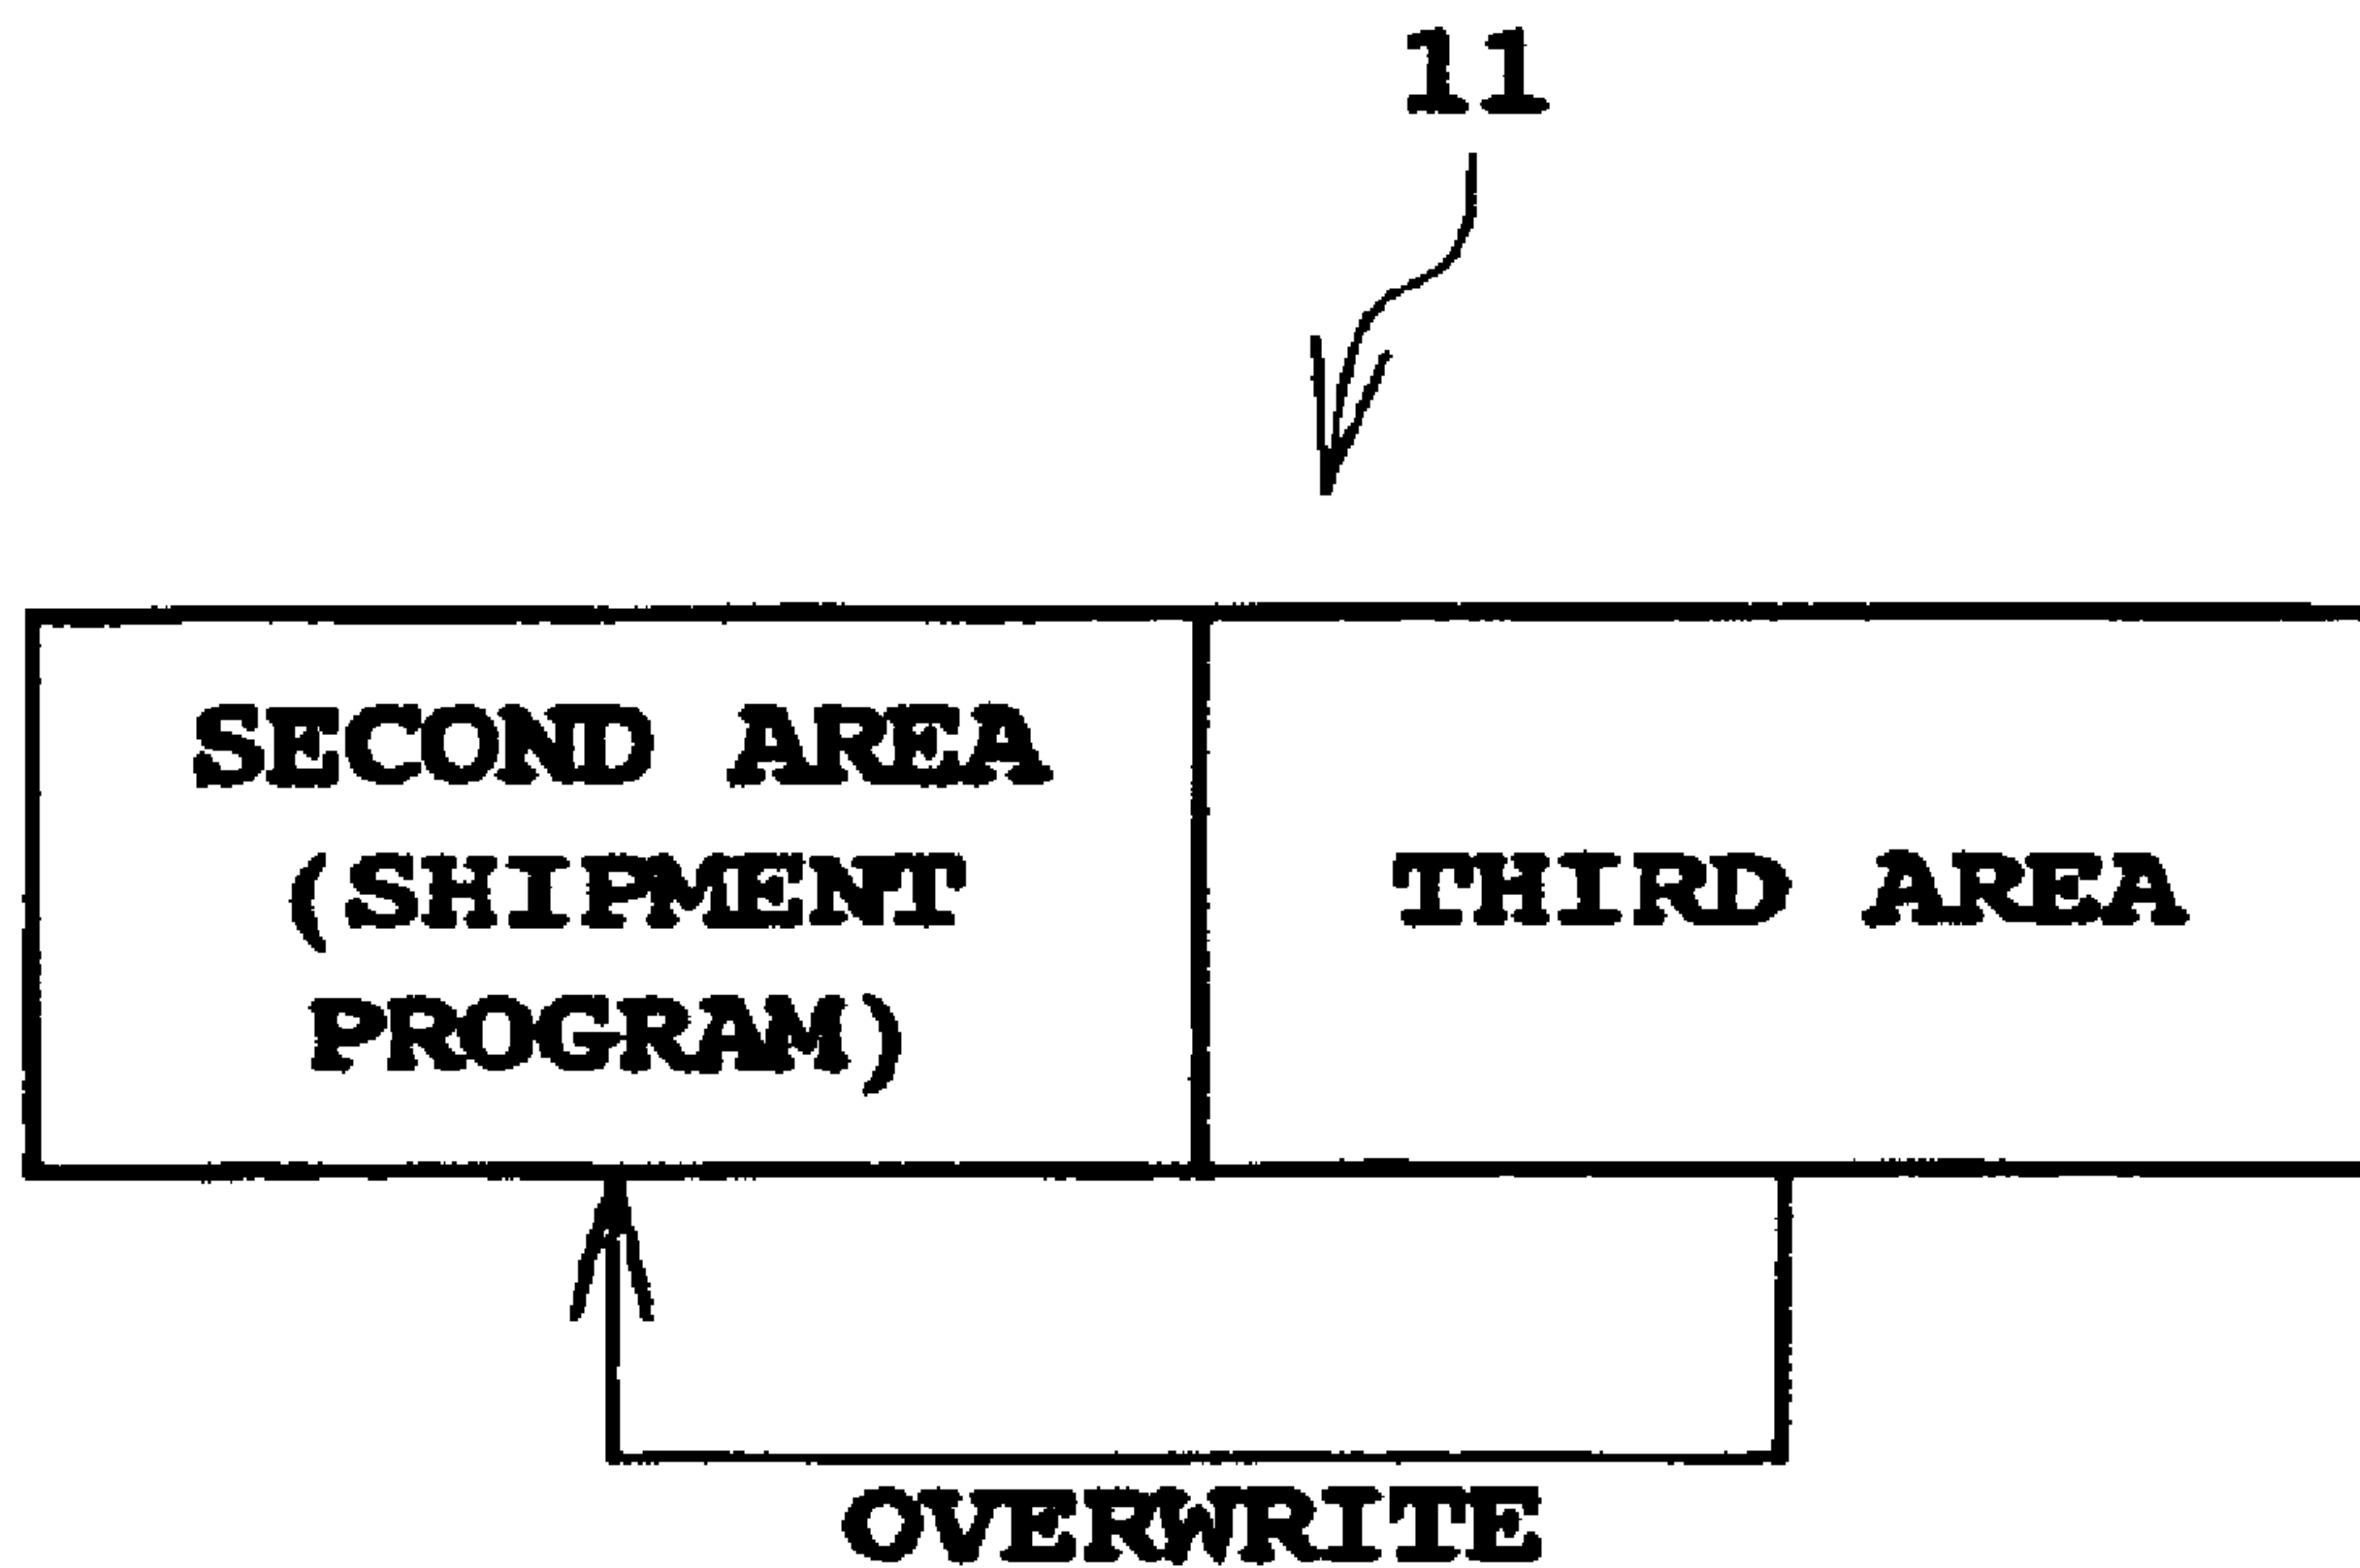 11
SECOND AREA
(SHIPMENT
PROGRAM)
THIRD AREA
OVERWRITE